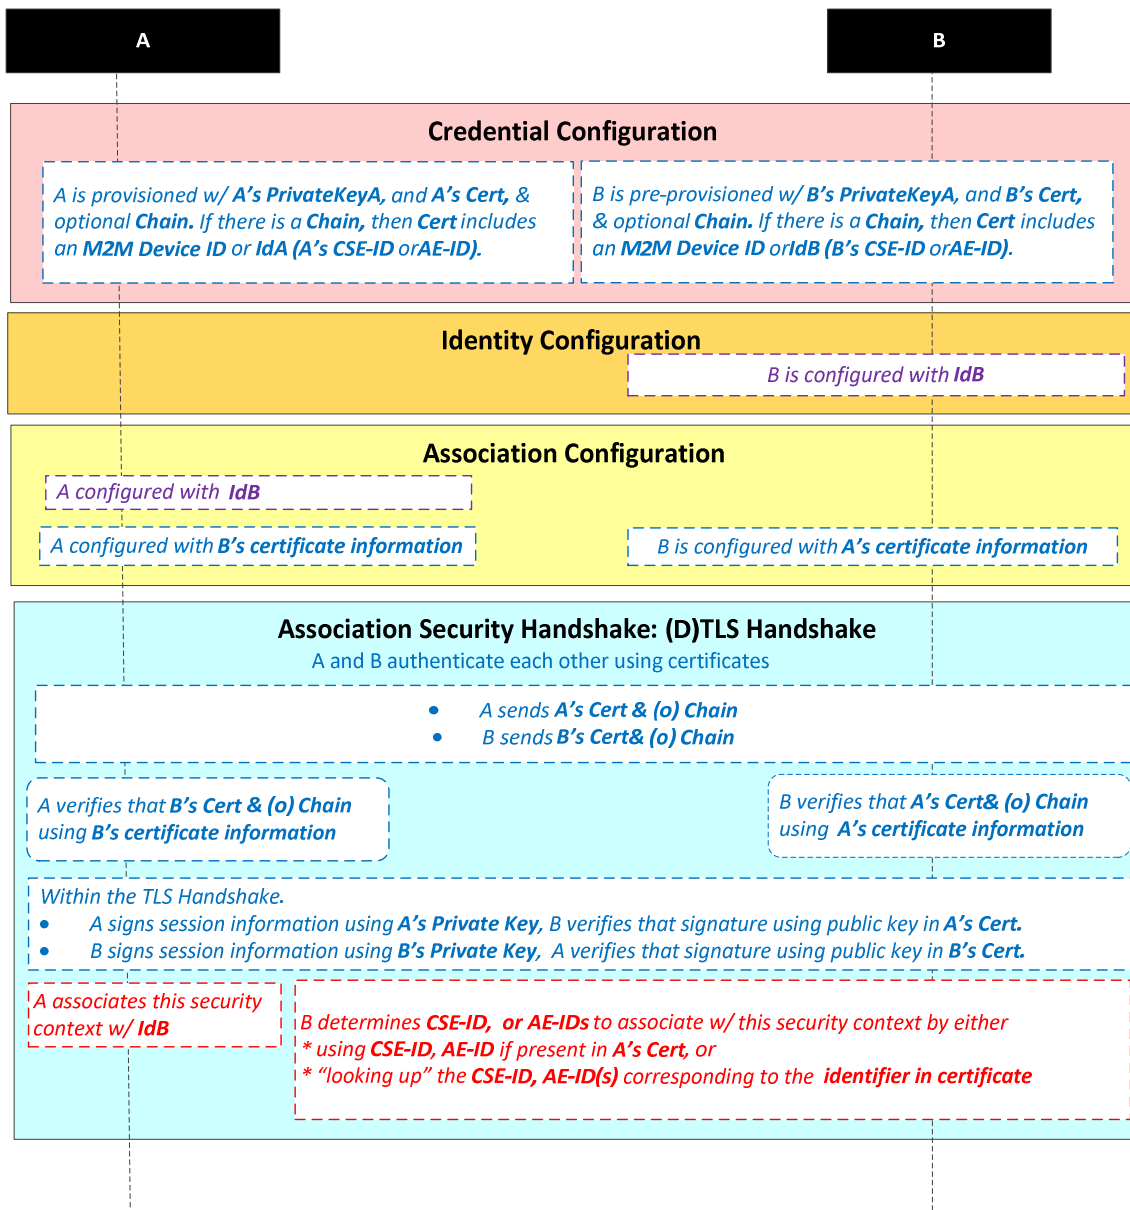 A
B
Credential Configuration
A is provisioned w/ A’s PrivateKeyA, and A’s Cert, &
optional Chain. If there is a Chain, then Cert includes
an M2M Device ID or IdA (A’s CSE-ID orAE-ID).
B is pre-provisioned w/ B’s PrivateKeyA, and B’s Cert,
& optional Chain. If there is a Chain, then Cert includes
an M2M Device ID orIdB (B’s CSE-ID orAE-ID).
Identity Configuration
B is configured with IdB
Association Configuration
A configured with IdB
A configured with B’s certificate information
B is configured with A’s certificate information
Association Security Handshake: (D)TLS Handshake
A and B authenticate each other using certificates
• A sends A’s Cert & (o) Chain
• B sends B’s Cert& (o) Chain
A verifies that B’s Cert & (o) Chain
using B’s certificate information
B verifies that A’s Cert& (o) Chain
using A’s certificate information
Within the TLS Handshake.
• A signs session information using A’s Private Key, B verifies that signature using public key in A’s Cert.
• B signs session information using B’s Private Key, A verifies that signature using public key in B’s Cert.
A associates this security
context w/ IdB
B determines CSE-ID, or AE-IDs to associate w/ this security context by either
* using CSE-ID, AE-ID if present in A’s Cert, or
* “looking up” the CSE-ID, AE-ID(s) corresponding to the identifier in certificate